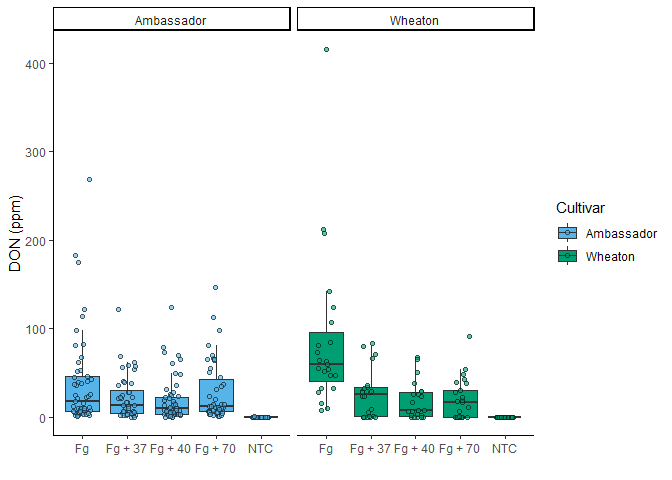 Ambassador Wheaton
400
300
200
100
0
DON (ppm)
Fg Fg + 37 Fg + 40 Fg + 70 NTC Fg Fg + 37 Fg + 40 Fg + 70 NTC
Cultivar
Ambassador
Wheaton